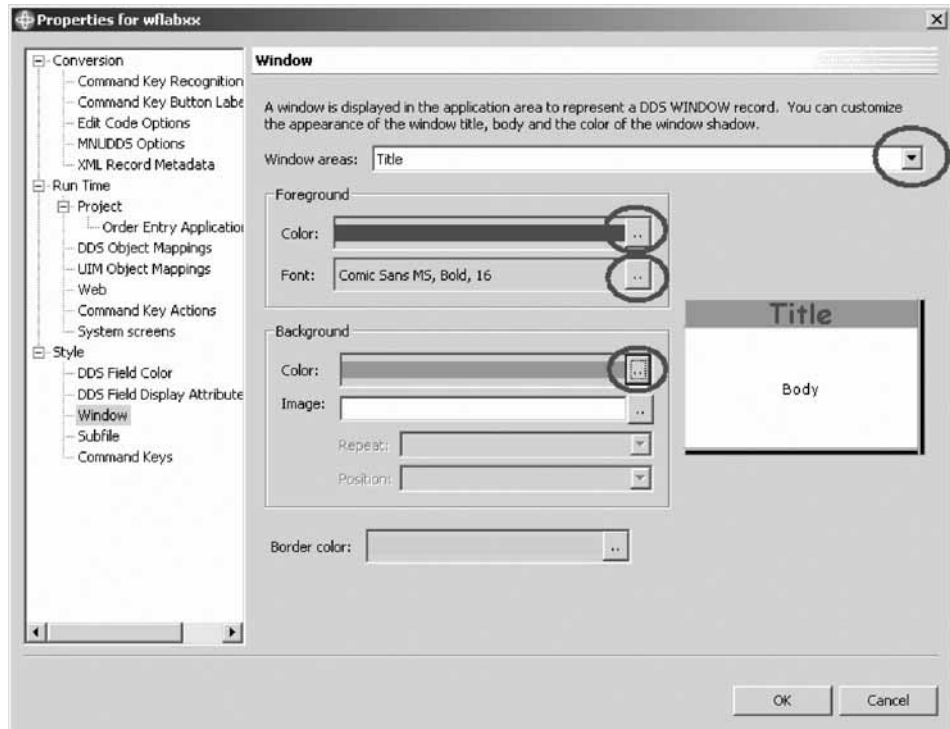 Properties for wflabxx
Conversion
Command Key Recognition
Command Key Button Labe
Edit Code Options
MNUDDS Options
XML Record Metadata
Run Time
Project
Order Entry Applicatio
DDS Object Mappings
UIM Object Mappings
Web
Command Key Actions
System screens
Style
DDS Field Color
DDS Field Display Attribute
Window
Subfile
Command Keys
Window
A window is displayed in the application area to represent a DDS WINDOW record. You can customize
the appearance of the window title, body and the color of the window shadow.
Window areas: Title
Foreground
Color: ..
Font: Comic Sans MS, Bold, 16 ..
Background
Color: ..
Image: ..
Repeat:
Position:
Border color: ..
Title
Body
OK Cancel